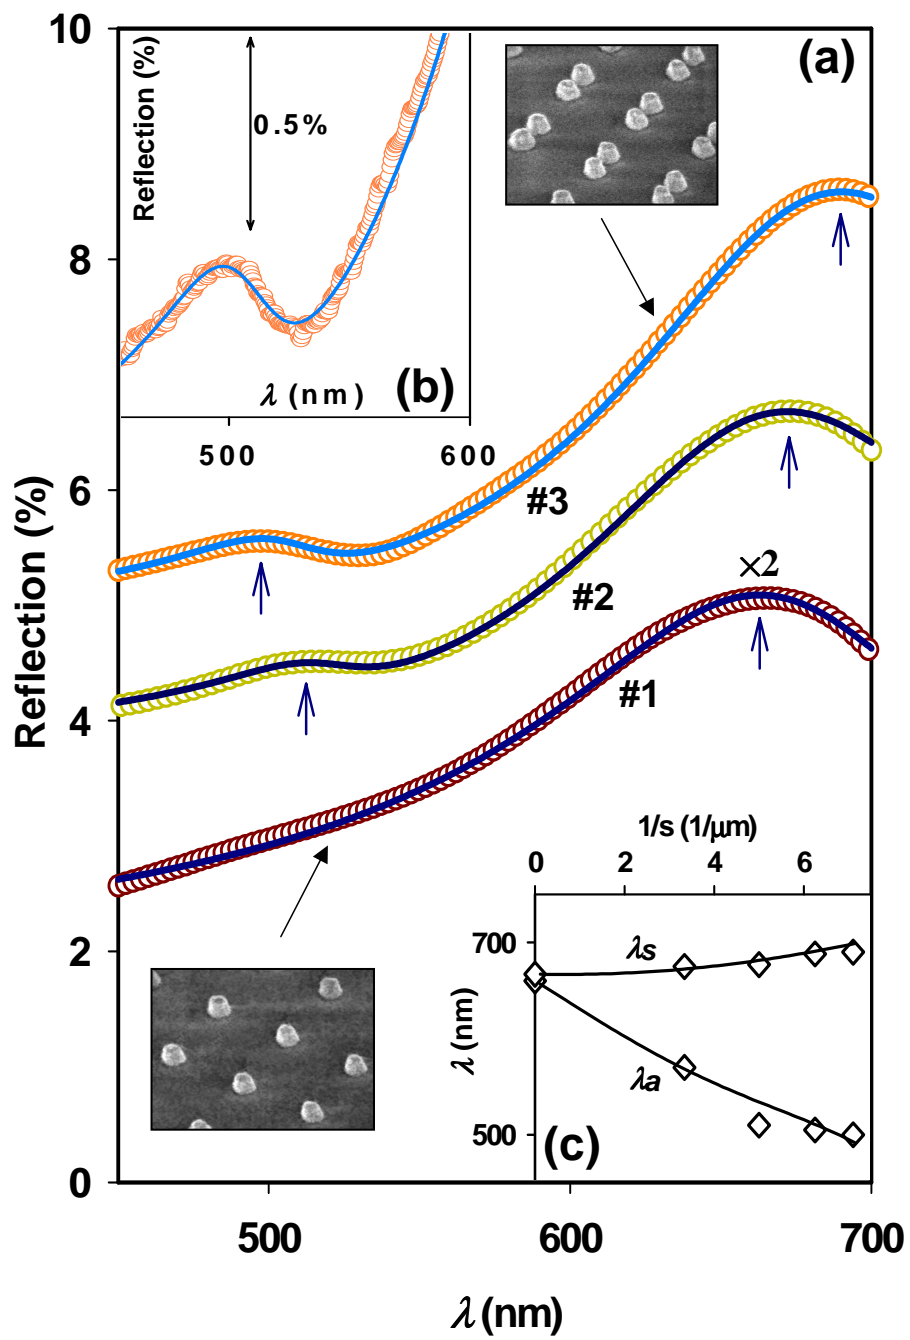 10
8
6
4
2
0
Reflection (%)
500
600
700
λ (nm)
(a)
#3
#2
×2
#1
Reflection (%)
0.5%
(b)
λ (nm)
500
600
1/s (1/μm)
0
2
4
6
700
500
λ (nm)
λs
λa
(c)